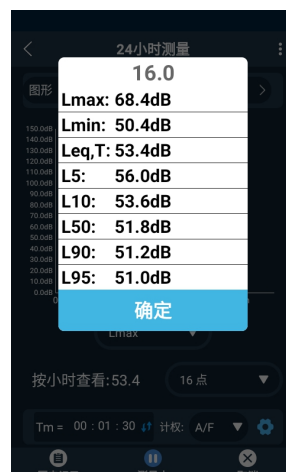 24小时测量
图形
16.0
Lmax: 68.4dB
Lmin: 50.4dB
Leq,T: 53.4dB
L5: 56.0dB
L10: 53.6dB
L50: 51.8dB
L90: 51.2dB
L95: 51.0dB
确定
150.0dB
140.0dB
130.0dB
120.0dB
110.0dB
100.0dB
90.0dB
80.0dB
70.0dB
60.0dB
50.0dB
40.0dB
30.0dB
20.0dB
10.0dB
0.0dB
0
Lmax
按小时查看:53.4 16 点
Tm = 00 : 01 : 30 计权: A/F